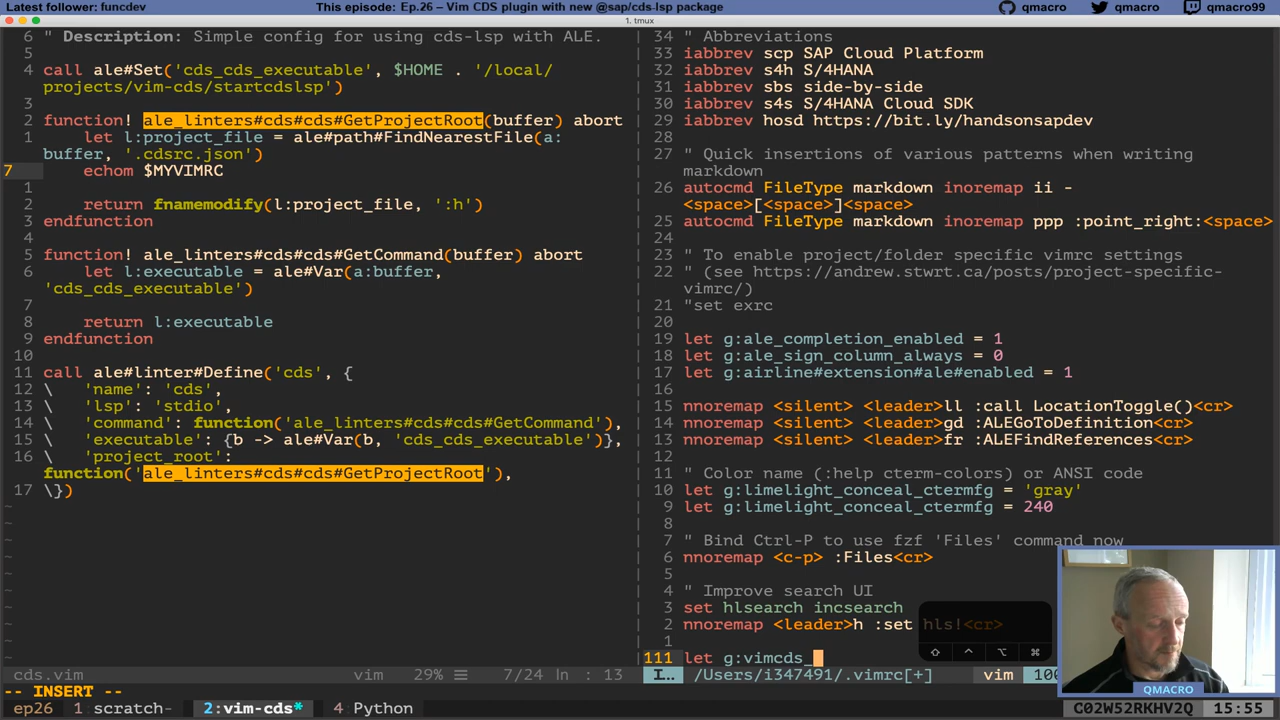 Latest follower: funcdev
This episode: Ep.26 – Vim CDS plugin with new @sap/cds-lsp package
qmacro
qmacro
qmacro99
1. tmux
6 " Description: Simple config for using cds-lsp with ALE.
5
4 call ale#Set('cds_cds_executable', $HOME . '/local/
projects/vim-cds/startcdslsp')
3
2 function! ale_linters#cds#cds#GetProjectRoot(buffer) abort
1     let l:project_file = ale#path#FindNearestFile(a:
buffer, '.cdsrc.json')
7     echom $MYVIMRC
1
2     return fnamemodify(l:project_file, ':h')
3 endfunction
4
5 function! ale_linters#cds#cds#GetCommand(buffer) abort
6     let l:executable = ale#Var(a:buffer,
'cds_cds_executable')
7
8     return l:executable
9 endfunction
10
11 call ale#linter#Define('cds', {
12 \   'name': 'cds',
13 \   'lsp': 'stdio',
14 \   'command': function('ale_linters#cds#cds#GetCommand'),
15 \   'executable': {b -> ale#Var(b, 'cds_cds_executable')},
16 \   'project_root':
function('ale_linters#cds#cds#GetProjectRoot'),
17 \})
~
~
~
~
~
~
~
~
~
cds.vim vim 29% ☰ 7/24 ln : 13
34 " Abbreviations
33 iabbrev scp SAP Cloud Platform
32 iabbrev s4h S/4HANA
31 iabbrev sbs side-by-side
30 iabbrev s4s S/4HANA Cloud SDK
29 iabbrev hosd https://bit.ly/handsonsapdev
28
27 " Quick insertions of various patterns when writing
markdown
26 autocmd FileType markdown inoremap ii -
<space>[<space>]<space>
25 autocmd FileType markdown inoremap ppp :point_right:<space>
24
23 " To enable project/folder specific vimrc settings
22 " (see https://andrew.stwrt.ca/posts/project-specific-
vimrc/)
21 "set exrc
20
19 let g:ale_completion_enabled = 1
18 let g:ale_sign_column_always = 0
17 let g:airline#extension#ale#enabled = 1
16
15 nnoremap <silent> <leader>ll :call LocationToggle()<cr>
14 nnoremap <silent> <leader>gd :ALEGoToDefinition<cr>
13 nnoremap <silent> <leader>fr :ALEFindReferences<cr>
12
11 " Color name (:help cterm-colors) or ANSI code
10 let g:limelight_conceal_ctermfg = 'gray'
9 let g:limelight_conceal_ctermfg = 240
8
7 " Bind Ctrl-P to use fzf 'Files' command now
6 nnoremap <c-p> :Files<cr>
5
4 " Improve search UI
3 set hlsearch incsearch
2 nnoremap <leader>h :set hls!<cr>
1
111 let g:vimcds_
⇧ ^ ⌥ ⌘
I.. /Users/i347491/.vimrc[+] vim 100
-- INSERT --
QMACRO
ep26 1:scratch- 2:vim-cds* 4 Python C02W52RKHV2Q 15:55